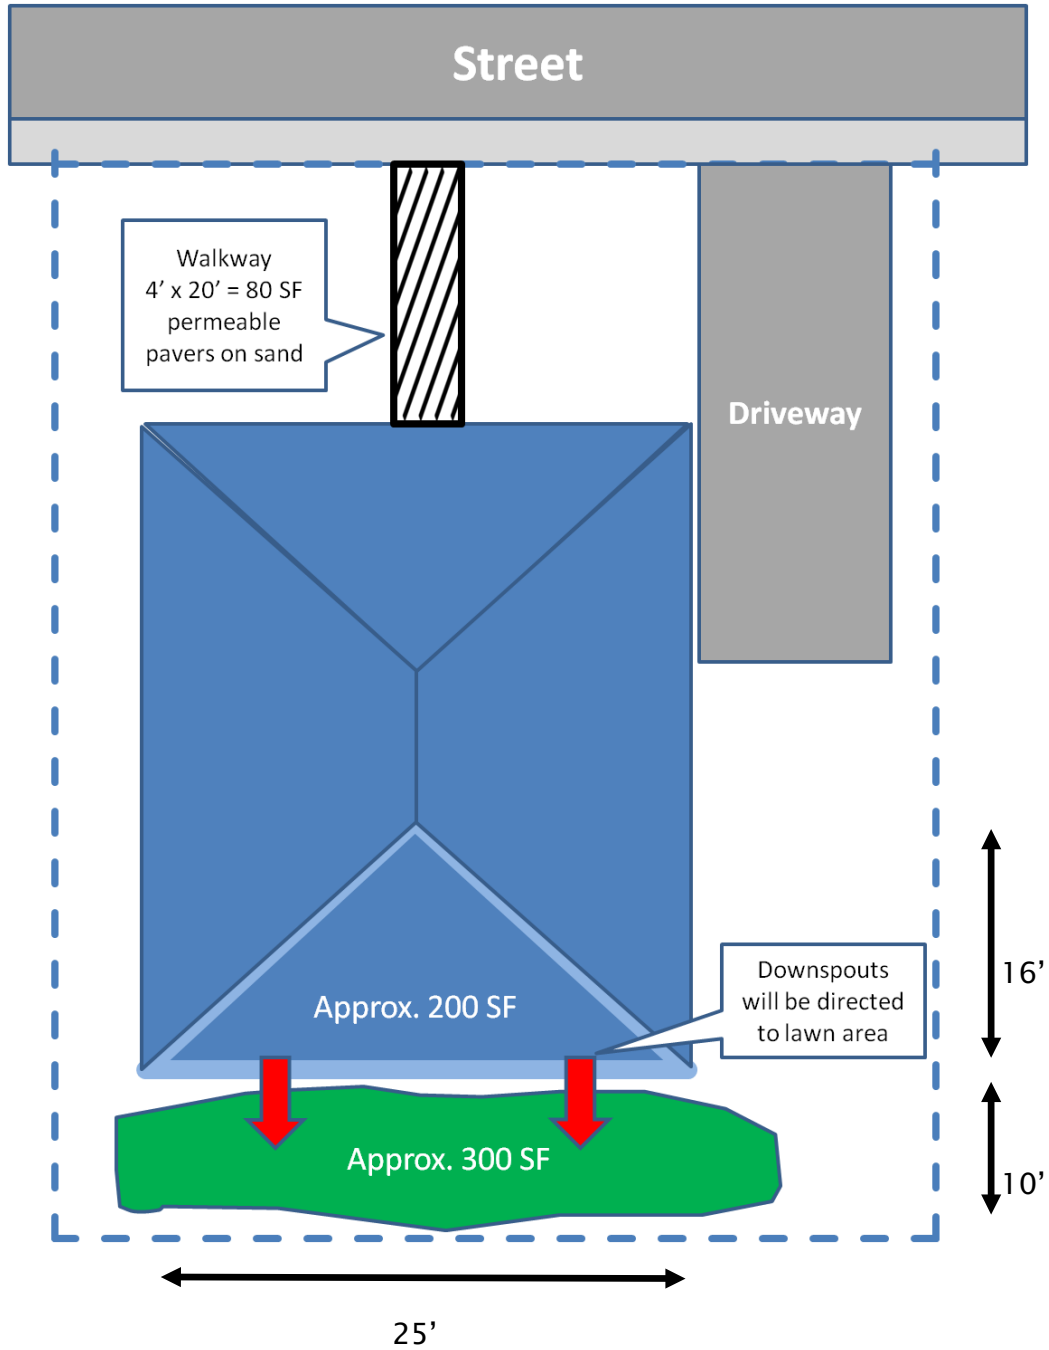 Street
Walkway
4’ x 20’ = 80 SF
permeable
pavers on sand
Driveway
16’
Downspouts
will be directed
to lawn area
Approx. 200 SF
Approx. 300 SF
10’
25’